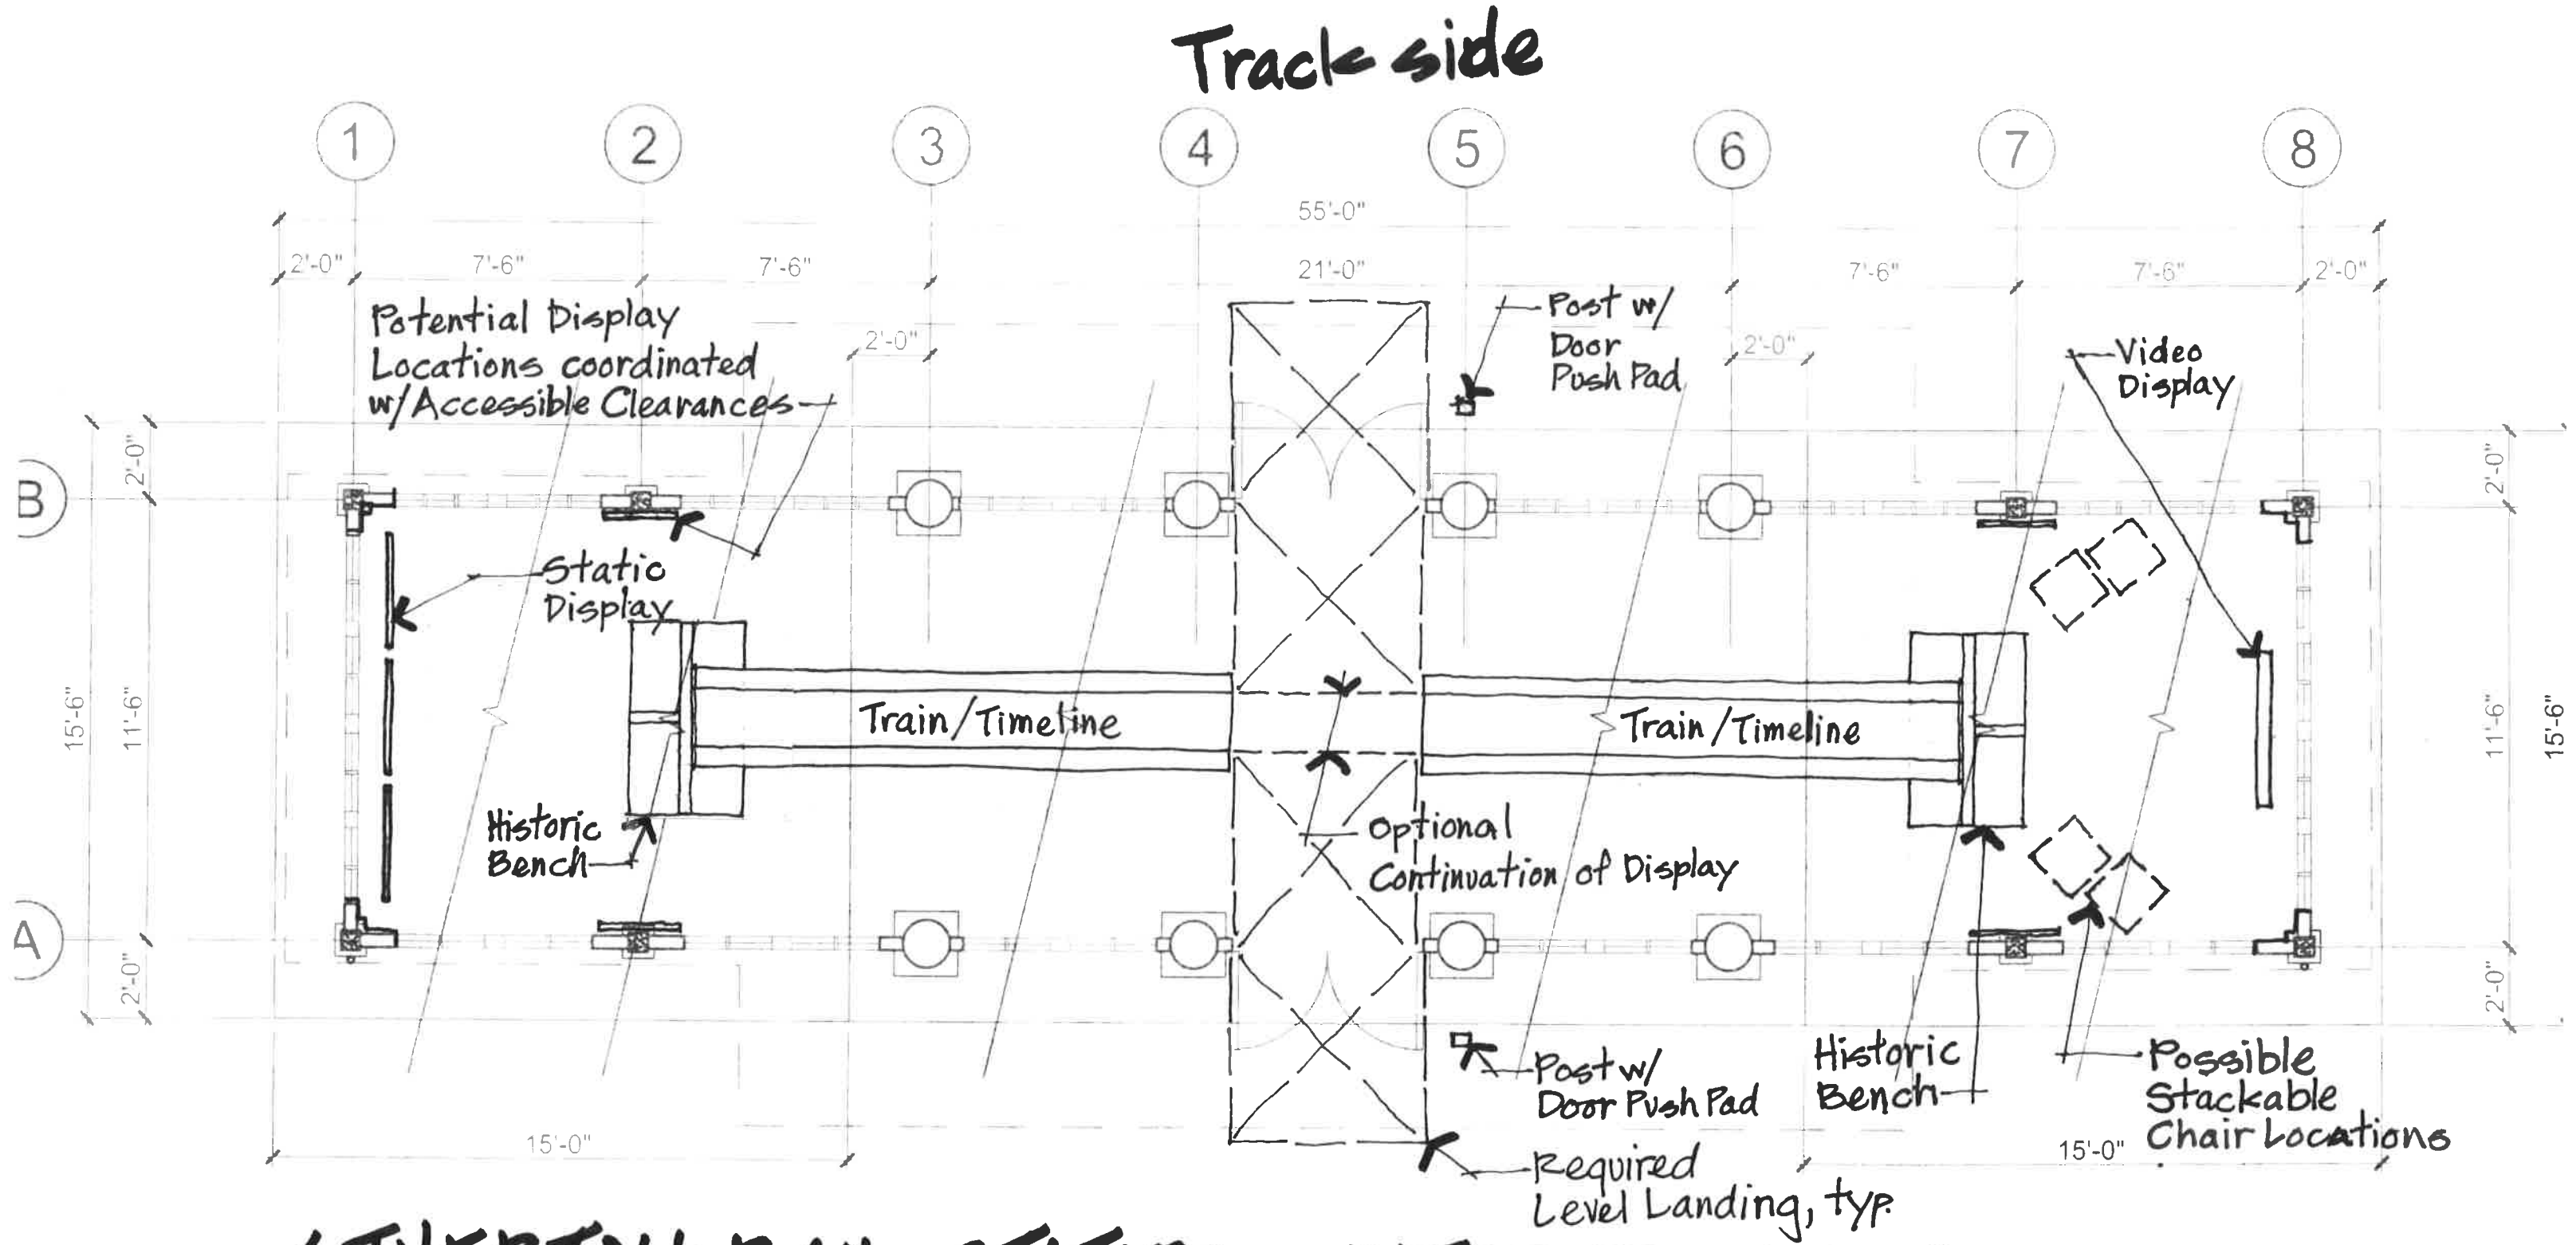 Track side
1 2 3 4 5 6 7 8
55'-0"
2'-0" 7'-6" 7'-6" 21'-0" 7'-6" 7'-6" 2'-0"
Potential Display
Locations coordinated
w/Accessible Clearances
2'-0"
Post w/
Door
Push Pad
2'-0"
Video
Display
B
2'-0"
2'-0"
Static
Display
15'-6"
11'-6"
Train/Timeline
Train/Timeline
11'-6"
15'-6"
Historic
Bench
Optional
Continuation of Display
A
2'-0"
2'-0"
Post w/
Door Push Pad
Historic
Bench
Possible
Stackable
Chair Locations
15'-0"
15'-0"
Required
Level Landing, typ.